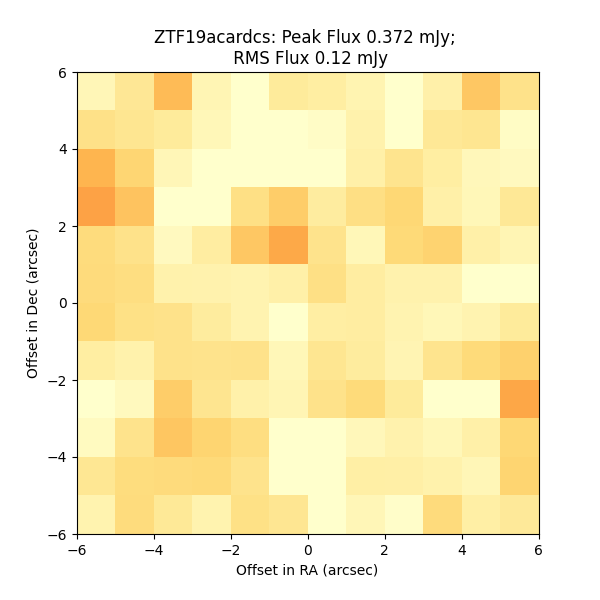 ZTF19acardcs: Peak Flux 0.372 mJy;
RMS Flux 0.12 mJy
6
4
2
0
−2
−4
−6
Offset in Dec (arcsec)
−6 −4 −2 0 2 4 6
Offset in RA (arcsec)